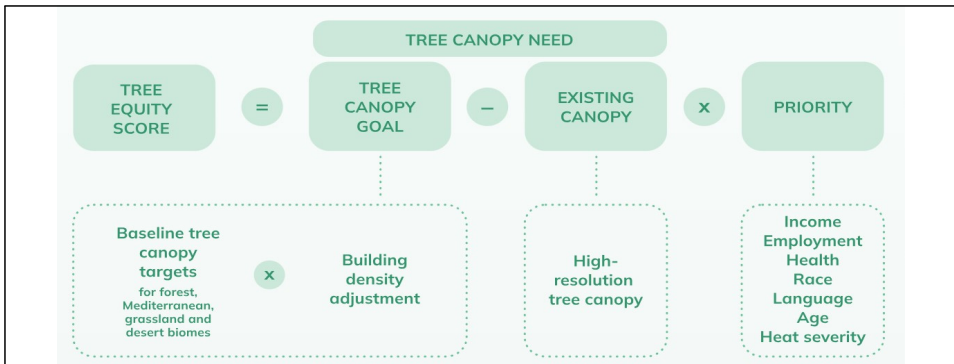 TREE CANOPY NEED
TREE
EQUITY
SCORE
=
TREE
CANOPY
GOAL
–
EXISTING
CANOPY
x
PRIORITY
Baseline tree
canopy
targets
for forest,
Mediterranean,
grassland and
desert biomes
x
Building
density
adjustment
High-
resolution
tree canopy
Income
Employment
Health
Race
Language
Age
Heat severity